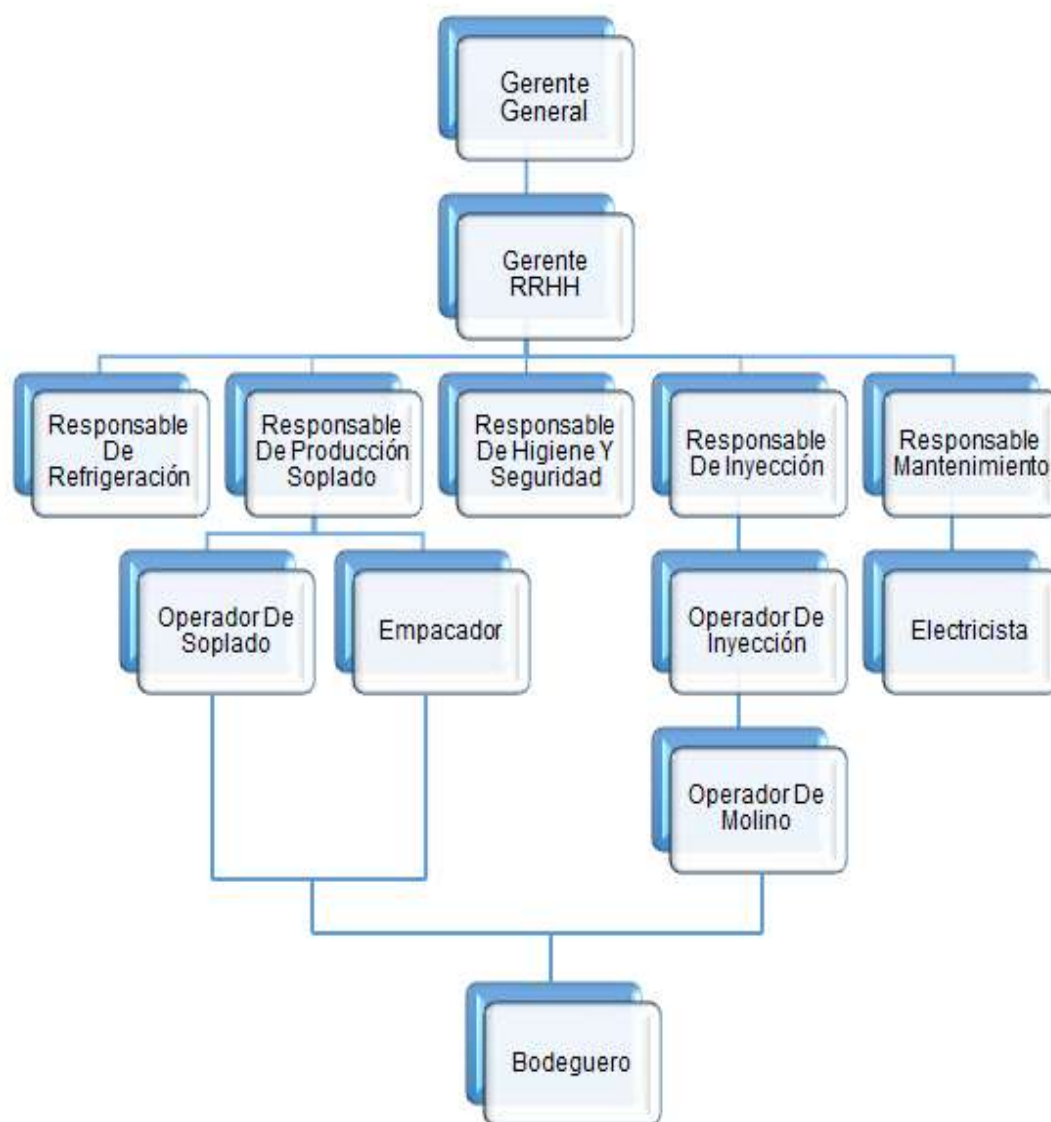 Gerente
General
Gerente
RRHH
Responsable
De
Refrigeración
Responsable
De Producción
Soplado
Responsable
De Higiene Y
Seguridad
Responsable
De Inyección
Responsable
Mantenimiento
Operador De
Soplado
Empacador
Operador De
Inyección
Electricista
Operador De
Molino
Bodeguero